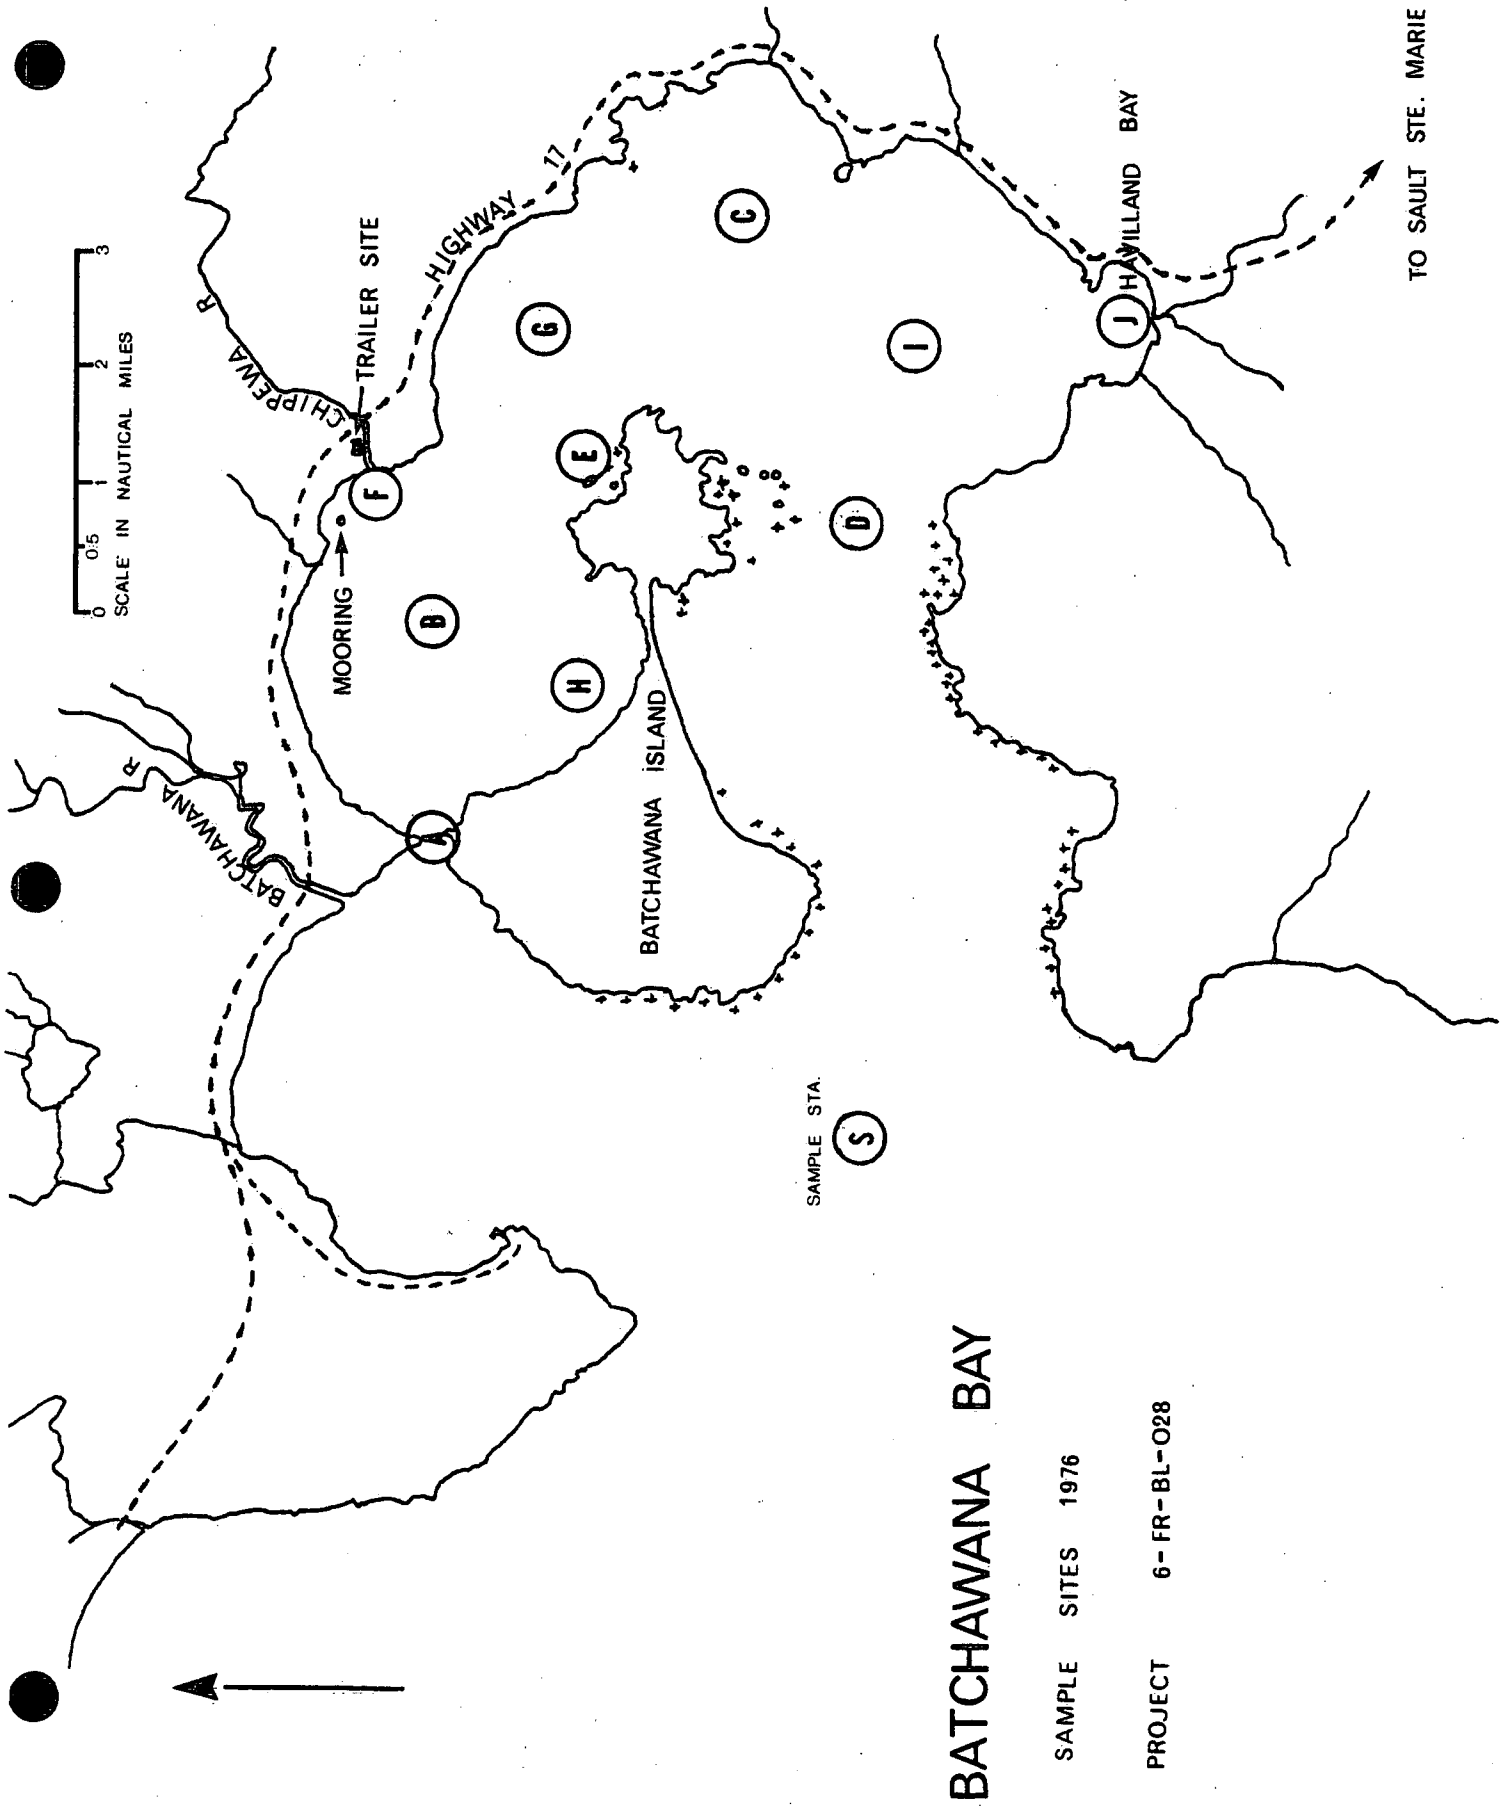 0 0.5 1 2 3
SCALE IN NAUTICAL MILES
CHIPPEWA R
TRAILER SITE
HIGHWAY 17
MOORING
BATCHAWANA R
F
B
G
A
H
E
C
BATCHAWANA ISLAND
D
I
J
HAVILLAND BAY
SAMPLE STA.
S
TO SAULT STE. MARIE
BATCHAWANA BAY
SAMPLE SITES 1976
PROJECT 6-FR-BL-028